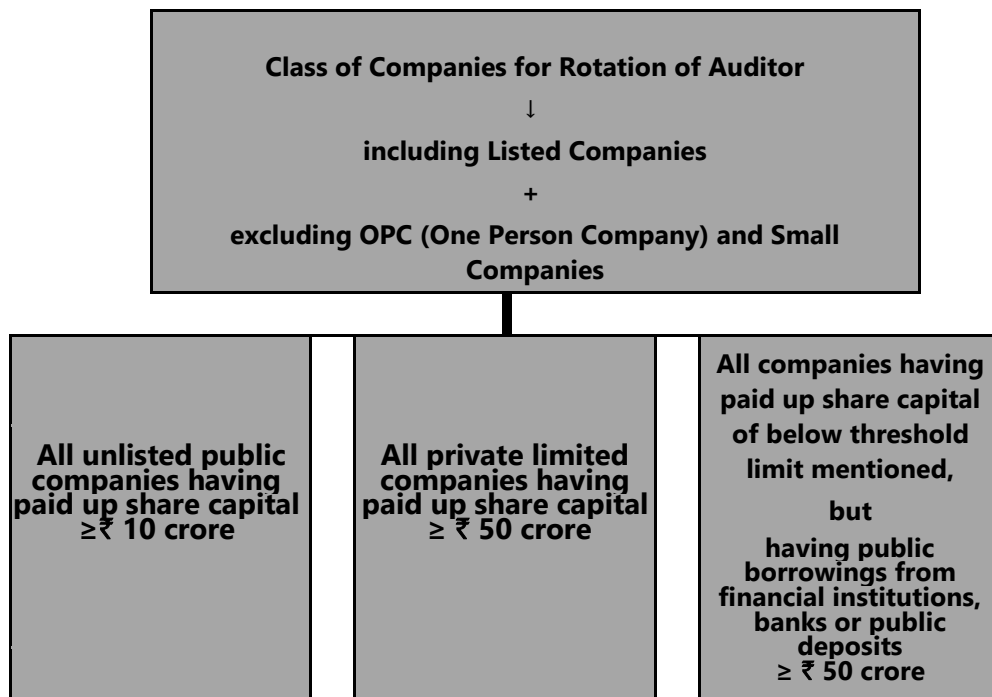 Class of Companies for Rotation of Auditor
↓
including Listed Companies
+
excluding OPC (One Person Company) and Small
Companies
All unlisted public
companies having
paid up share capital
≥₹ 10 crore
All private limited
companies having
paid up share capital
≥ ₹ 50 crore
All companies having
paid up share capital
of below threshold
limit mentioned,
but
having public
borrowings from
financial institutions,
banks or public
deposits
≥ ₹ 50 crore